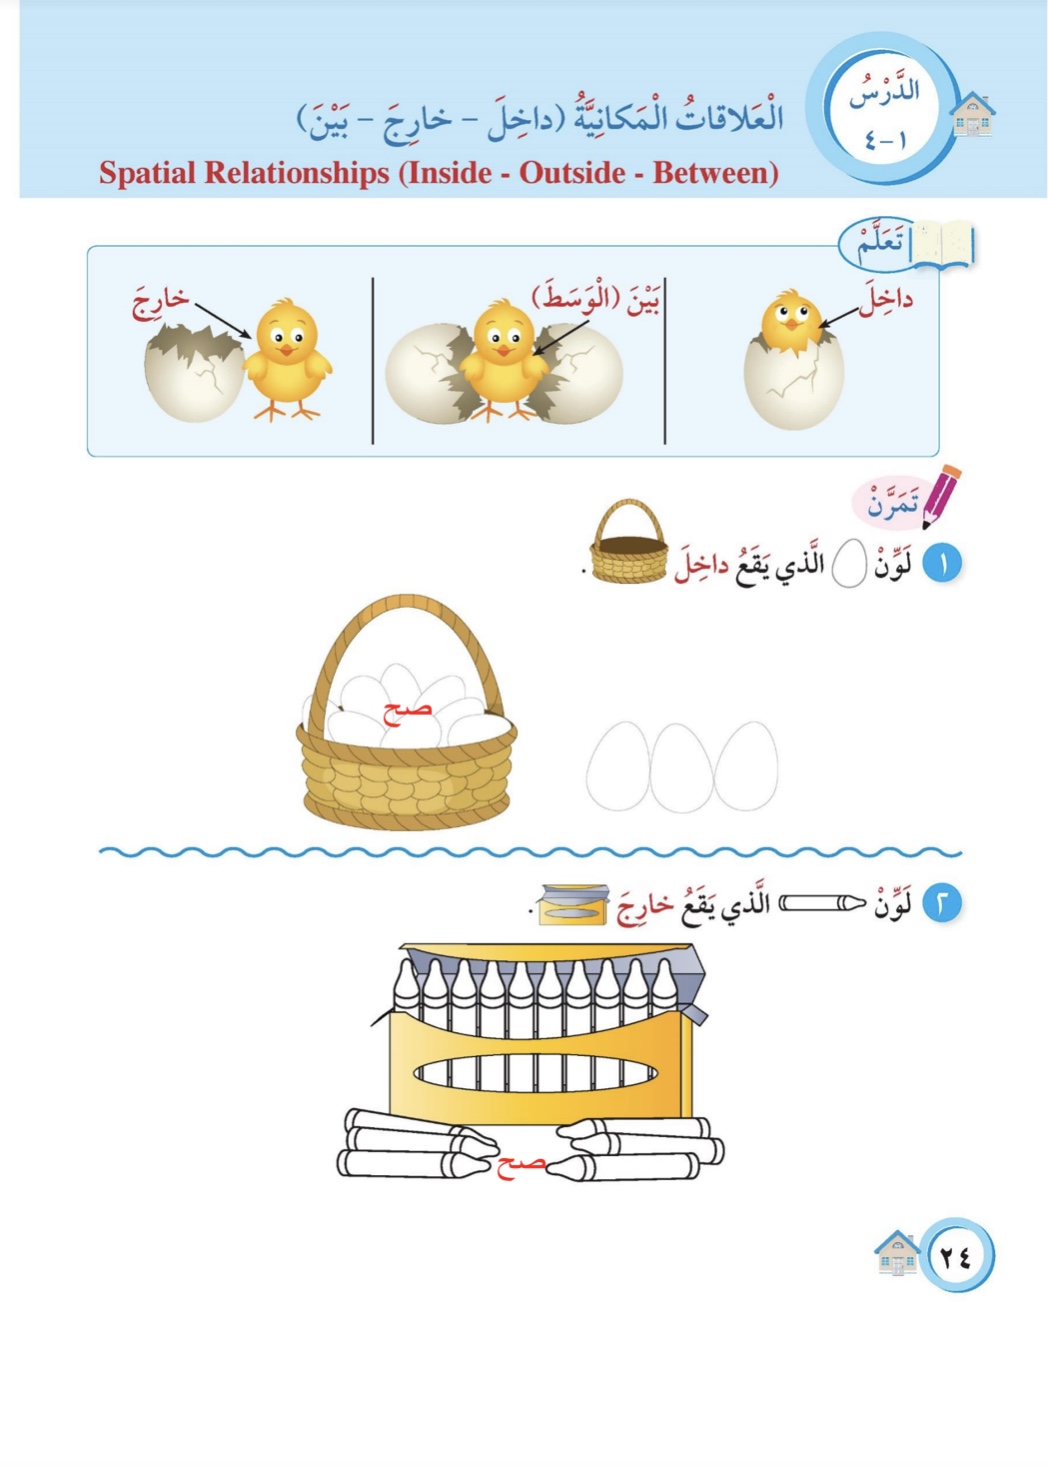 الدَّرْسُ
١-٤
الْعَلاقاتُ الْمَكانِيَّةُ (داخِلَ - خارِجَ - بَيْنَ)
Spatial Relationships (Inside - Outside - Between)
تَعَلَّمْ
داخِلَ
بَيْنَ (الْوَسَطَ)
خارِجَ
تَمَرَّنْ
١ لَوِّنْ الَّذي يَقَعُ داخِلَ .
صح
٢ لَوِّنْ الَّذي يَقَعُ خارِجَ .
صح
٢٤